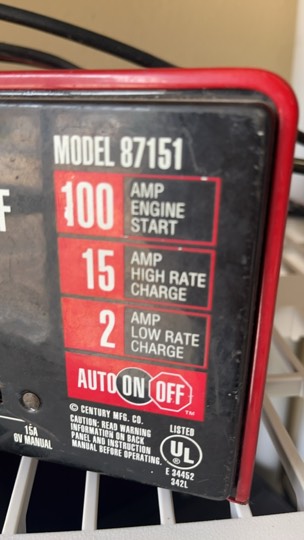 MODEL 87151
100 AMP
ENGINE
START
15 AMP
HIGH RATE
CHARGE
2 AMP
LOW RATE
CHARGE
AUTO ON OFF ™
F
© CENTURY MFG. CO.
CAUTION: READ WARNING
INFORMATION ON BACK
PANEL AND INSTRUCTION
MANUAL BEFORE OPERATING.
LISTED
UL ®
E 34452
342L
15A
6V MANUAL